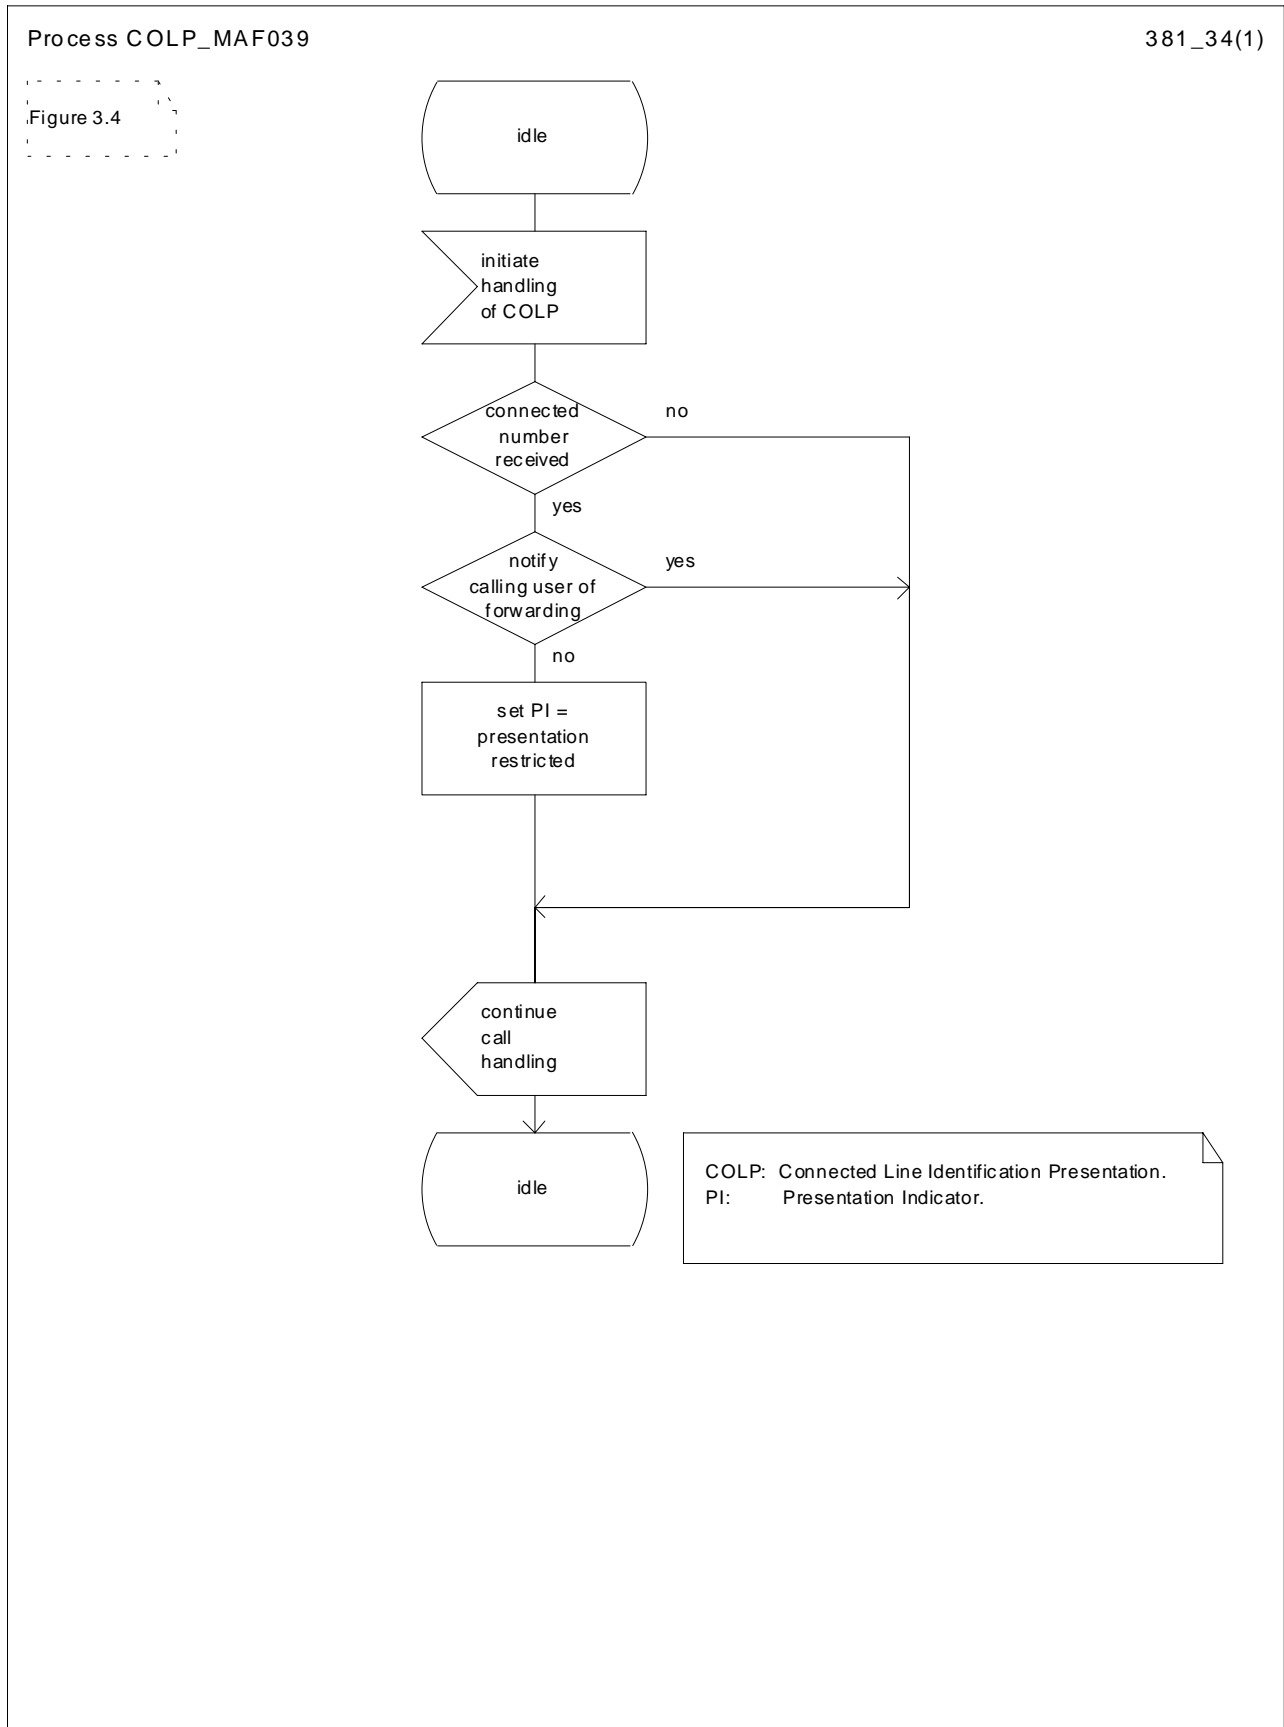 Process COLP_MAF039
381_34(1)
Figure 3.4
idle
initiate
handling
of COLP
connected
number
received
no
yes
notify
calling user of
forwarding
yes
no
set PI =
presentation
restricted
continue
call
handling
idle
COLP: Connected Line Identification Presentation.
PI: Presentation Indicator.